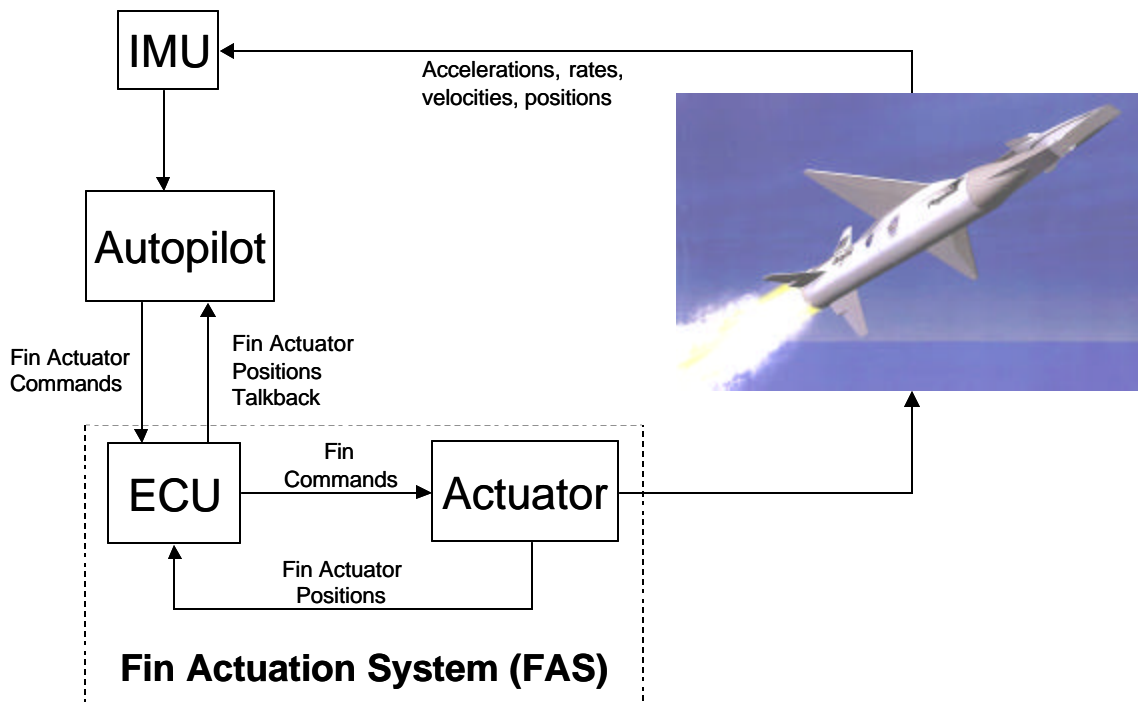 IMU
Accelerations, rates,
velocities, positions
Autopilot
Fin Actuator
Commands
Fin Actuator
Positions
Talkback
ECU
Fin
Commands
Actuator
Fin Actuator
Positions
Fin Actuation System (FAS)